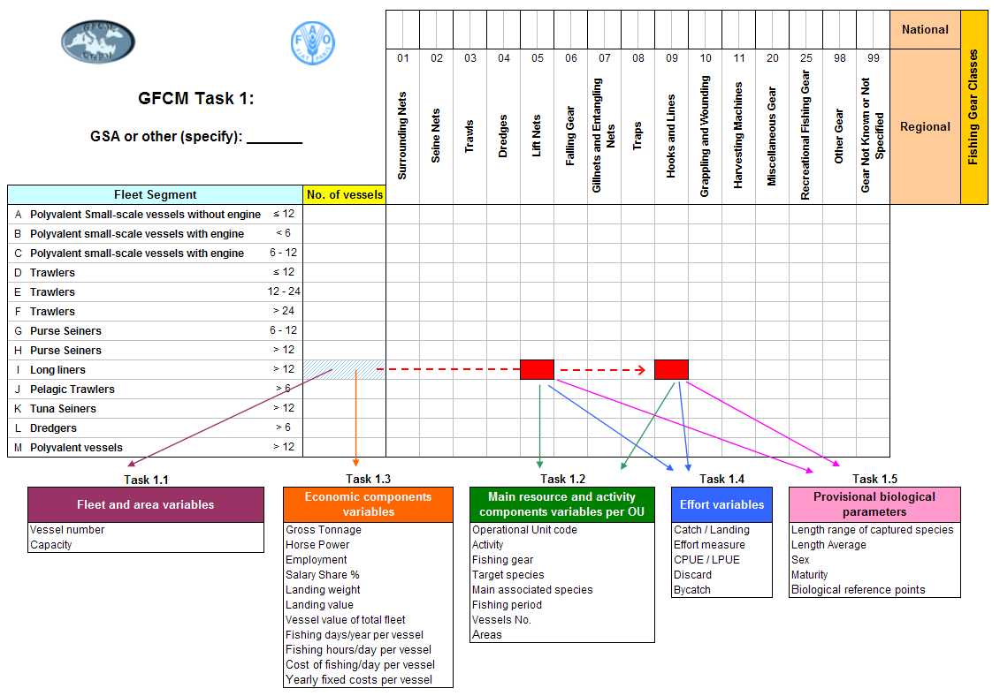 GFCM
F A O
FIAT PANIS
GFCM Task 1:
GSA or other (specify): _______
National
01 02 03 04 05 06 07 08 09 10 11 20 25 98 99
Surrounding Nets
Seine Nets
Trawls
Dredges
Lift Nets
Falling Gear
Gillnets and Entangling
Nets
Traps
Hooks and Lines
Grappling and Wounding
Harvesting Machines
Miscellaneous Gear
Recreational Fishing Gear
Other Gear
Gear Not Known or Not
Specified
Regional
Fishing Gear Classes
Fleet Segment No. of vessels
A Polyvalent Small-scale vessels without engine ≤ 12
B Polyvalent small-scale vessels with engine < 6
C Polyvalent small-scale vessels with engine 6 - 12
D Trawlers ≤ 12
E Trawlers 12 - 24
F Trawlers > 24
G Purse Seiners 6 - 12
H Purse Seiners > 12
I Long liners > 12
J Pelagic Trawlers > 6
K Tuna Seiners > 12
L Dredgers > 6
M Polyvalent vessels > 12
Task 1.1
Fleet and area variables
Vessel number
Capacity
Task 1.3
Economic components
variables
Gross Tonnage
Horse Power
Employment
Salary Share %
Landing weight
Landing value
Vessel value of total fleet
Fishing days/year per vessel
Fishing hours/day per vessel
Cost of fishing/day per vessel
Yearly fixed costs per vessel
Task 1.2
Main resource and activity
components variables per OU
Operational Unit code
Activity
Fishing gear
Target species
Main associated species
Fishing period
Vessels No.
Areas
Task 1.4
Effort variables
Catch / Landing
Effort measure
CPUE / LPUE
Discard
Bycatch
Task 1.5
Provisional biological
parameters
Length range of captured species
Length Average
Sex
Maturity
Biological reference points